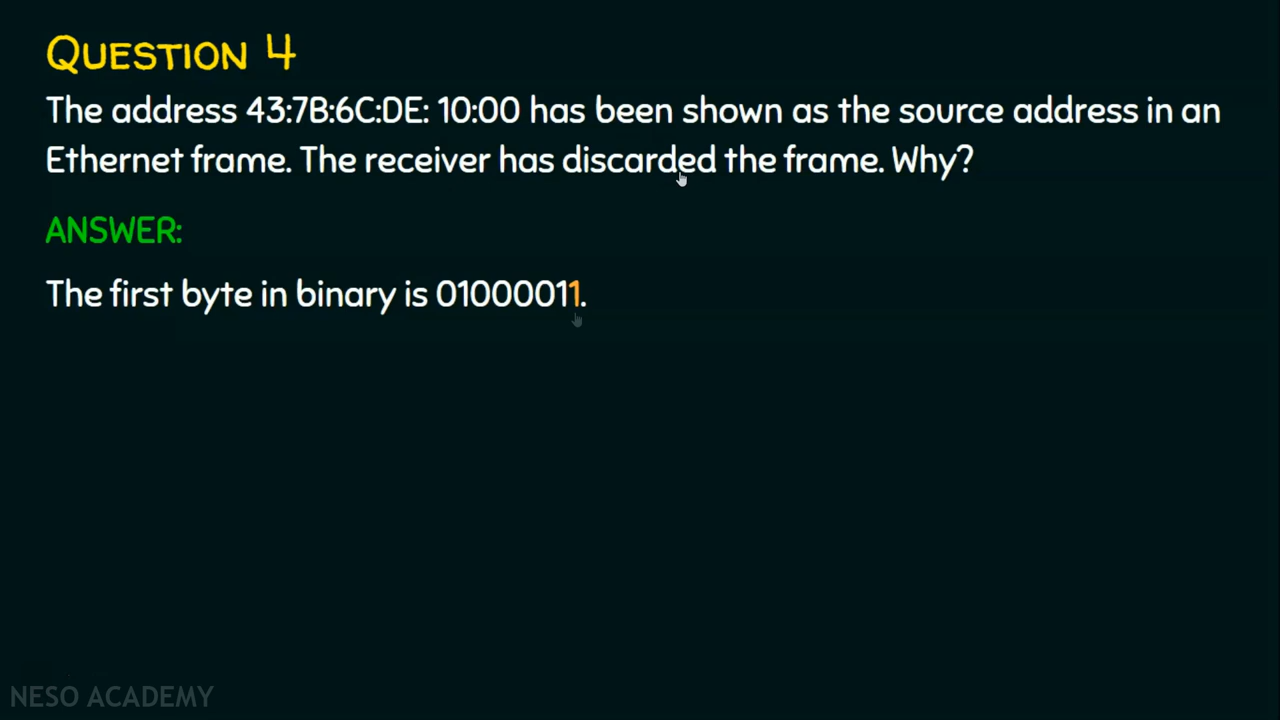 QUESTION 4
The address 43:7B:6C:DE: 10:00 has been shown as the source address in an
Ethernet frame. The receiver has discarded the frame. Why?
ANSWER:
The first byte in binary is 01000011.
NESO ACADEMY